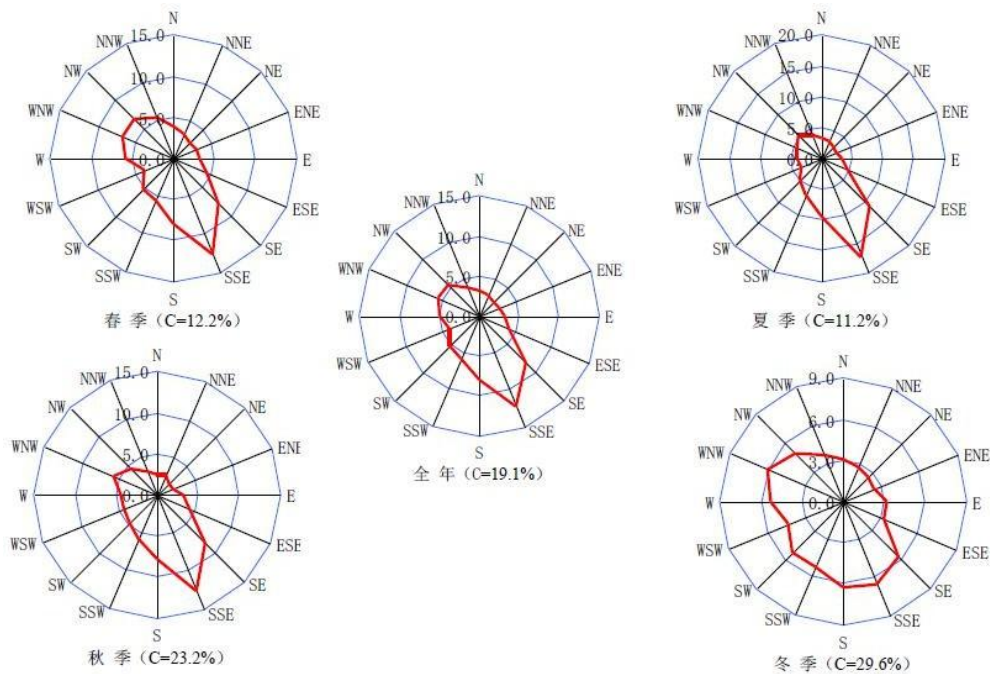 N
NNE
NE
ENE
E
ESE
SE
SSE
S
SSW
SW
WSW
W
WNW
NW
NNW
15.0
10.0
5.0
0.0
春 季（C=12.2%）
N
NNE
NE
ENE
E
ESE
SE
SSE
S
SSW
SW
WSW
W
WNW
NW
NNW
20.0
15.0
10.0
5.0
0.0
夏 季（C=11.2%）
N
NNE
NE
ENE
E
ESE
SE
SSE
S
SSW
SW
WSW
W
WNW
NW
NNW
15.0
10.0
5.0
0.0
全 年（C=19.1%）
N
NNE
NE
ENE
E
ESE
SE
SSE
S
SSW
SW
WSW
W
WNW
NW
NNW
15.0
10.0
5.0
0.0
秋 季（C=23.2%）
N
NNE
NE
ENE
E
ESE
SE
SSE
S
SSW
SW
WSW
W
WNW
NW
NNW
9.0
6.0
3.0
0.0
冬 季（C=29.6%）